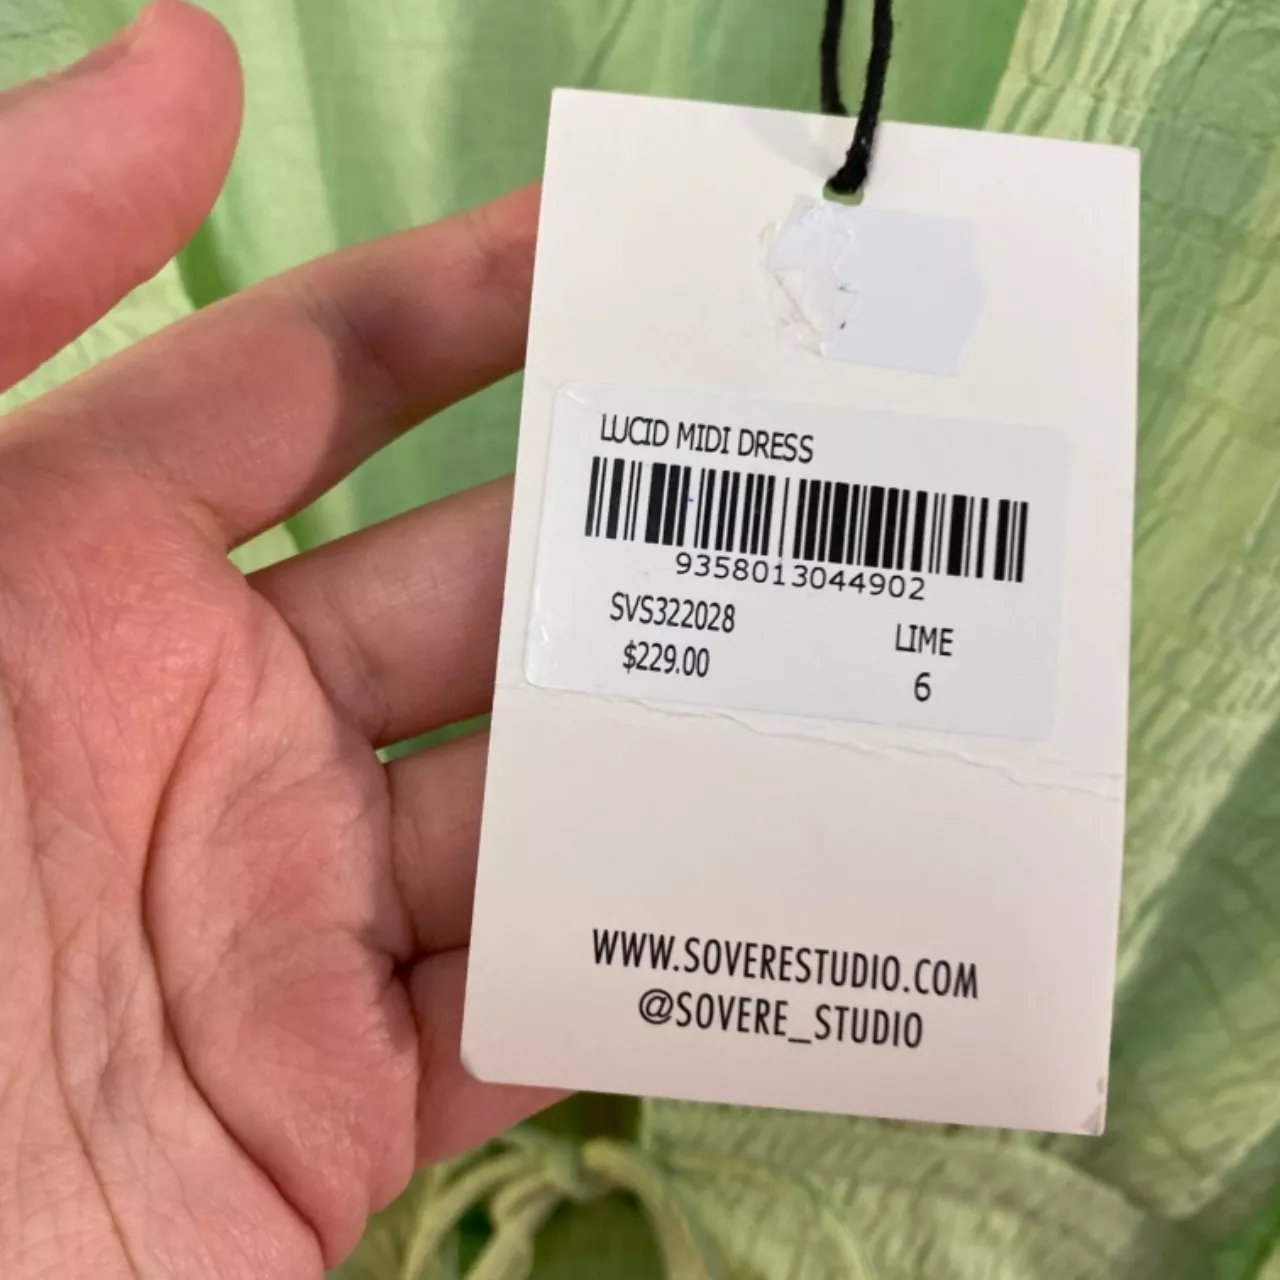 LUCID MIDI DRESS
9358013044902
SVS322028 LIME
$229.00 6
WWW.SOVERESTUDIO.COM
@SOVERE_STUDIO